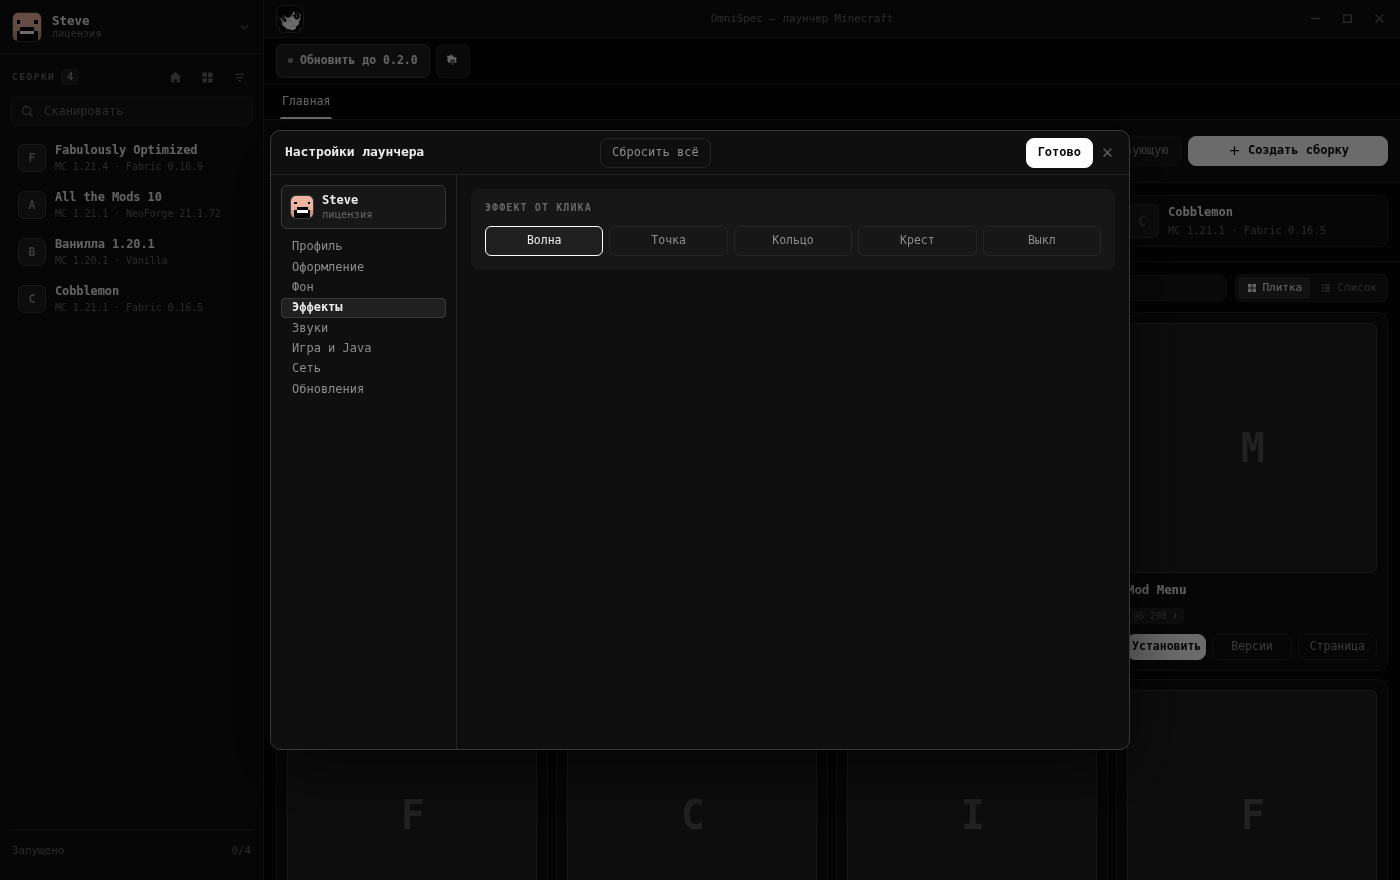 Steve
лицензия
OmniSpec — лаунчер Minecraft
Обновить до 0.2.0
СБОРКИ 4
Сканировать
Главная
Fabulously Optimized
MC 1.21.4 · Fabric 0.16.9
All the Mods 10
MC 1.21.1 · NeoForge 21.1.72
Ванилла 1.20.1
MC 1.20.1 · Vanilla
Cobblemon
MC 1.21.1 · Fabric 0.16.5
Запущено 0/4
Настройки лаунчера
Сбросить всё
Готово
Steve
лицензия
Профиль
Оформление
Фон
Эффекты
Звуки
Игра и Java
Сеть
Обновления
ЭФФЕКТ ОТ КЛИКА
Волна Точка Кольцо Крест Выкл
Создать сборку
C
Cobblemon
MC 1.21.1 · Fabric 0.16.5
Плитка Список
M
Mod Menu
Установить Версии Страница
F C I F
F
A
B
C